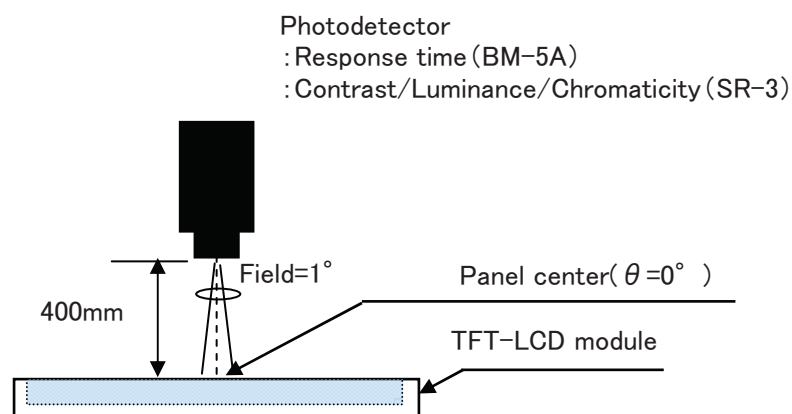 Photodetector
:Response time(BM-5A)
:Contrast/Luminance/Chromaticity(SR-3)
Field=1°
Panel center(θ=0° )
400mm
TFT-LCD module